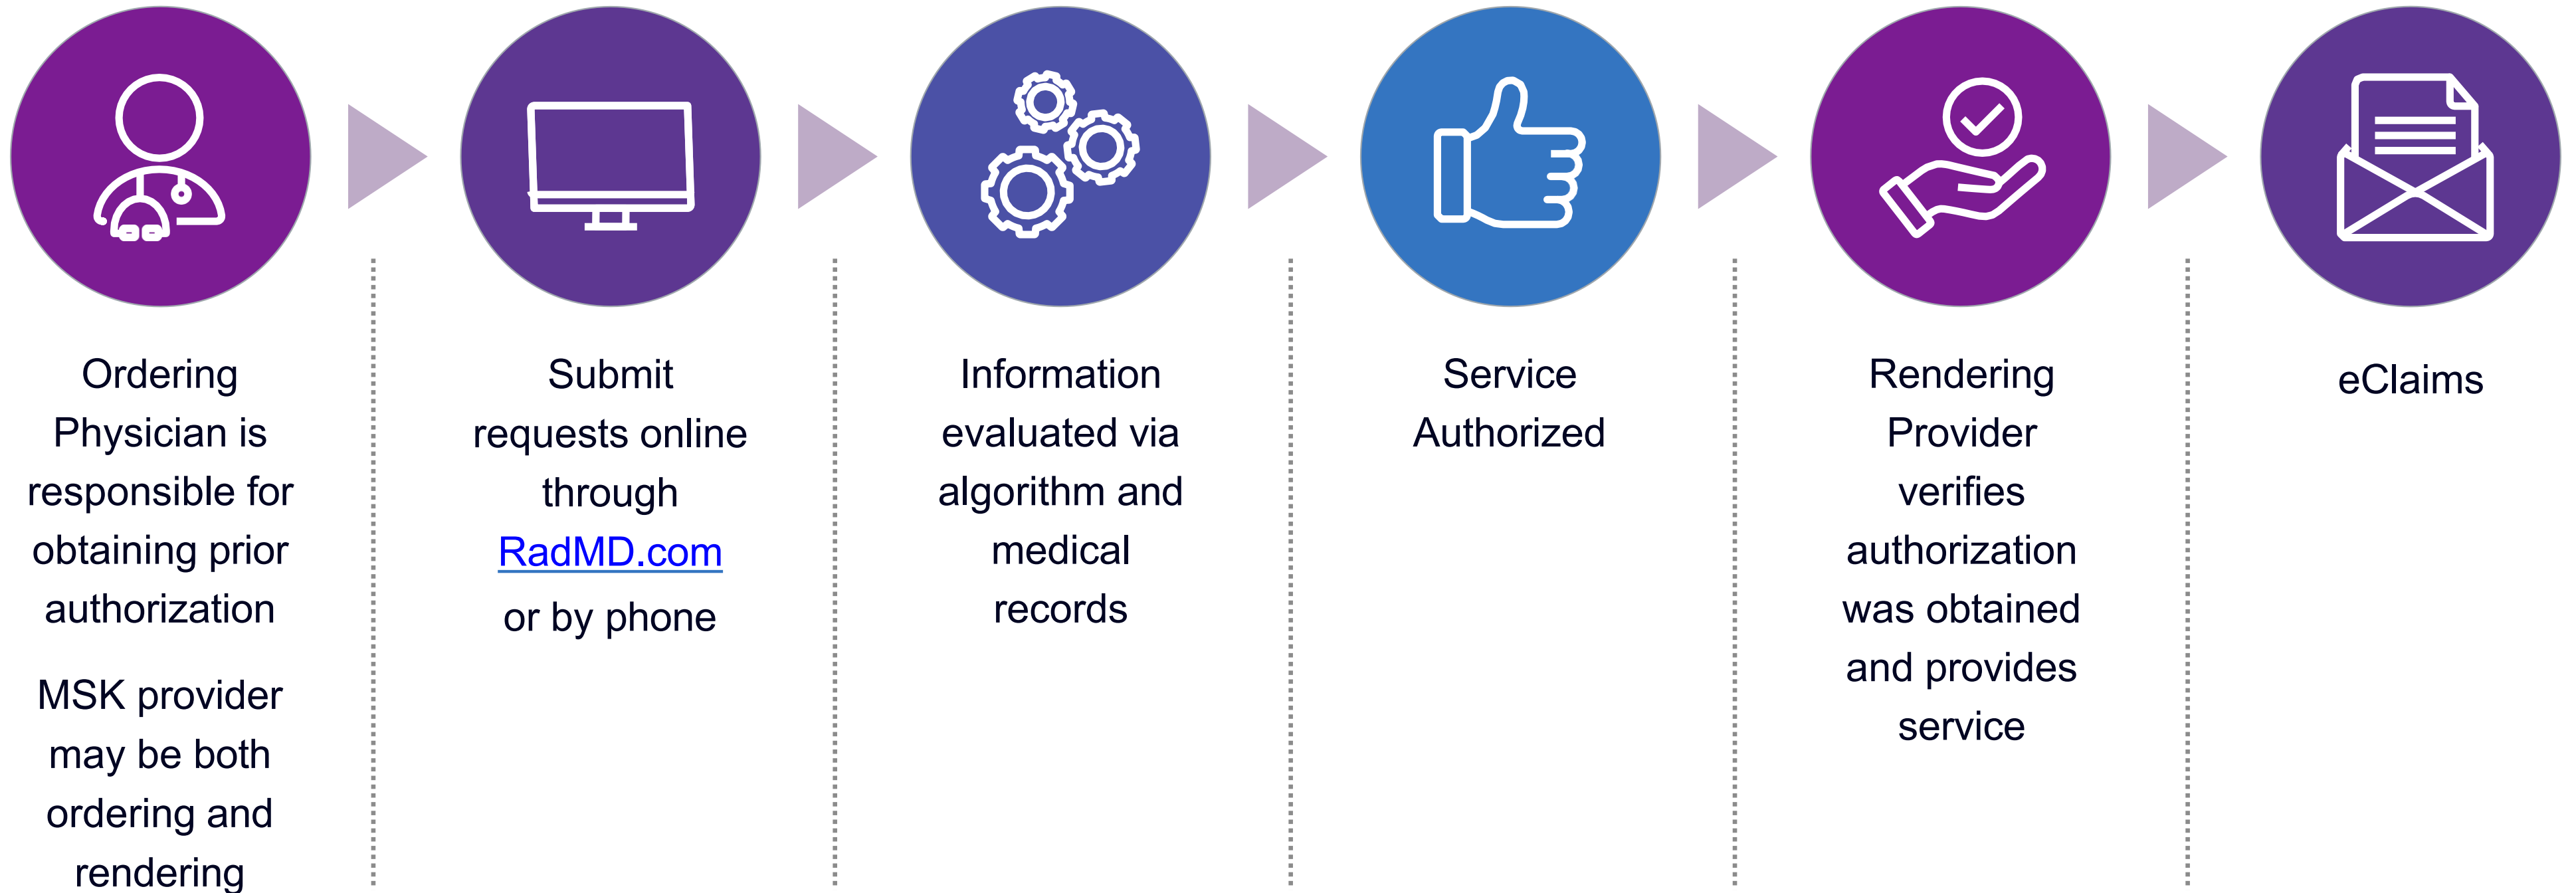 Ordering
Physician is
responsible for
obtaining prior
authorization
MSK provider
may be both
ordering and
rendering
Submit
requests online
through
RadMD.com
or by phone
Information
evaluated via
algorithm and
medical
records
Service
Authorized
Rendering
Provider
verifies
authorization
was obtained
and provides
service
eClaims